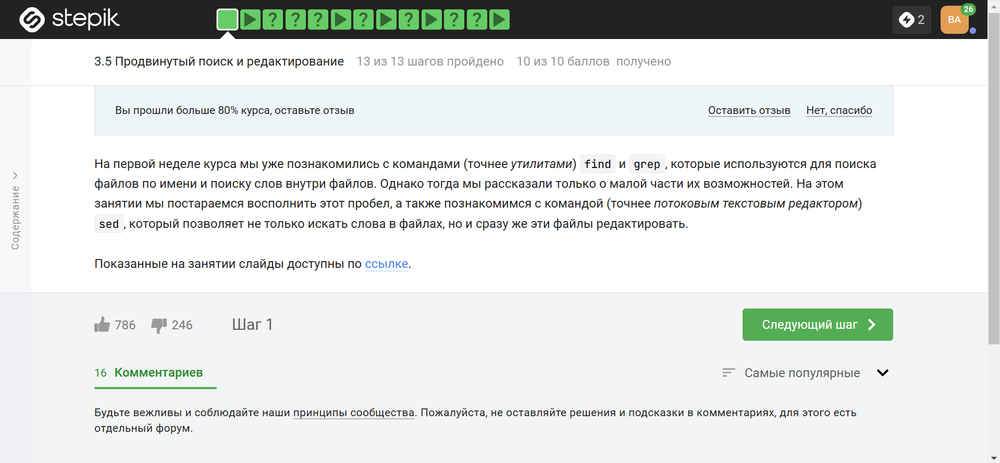 stepik
? ? ? ? ? ? ?
2
BA
26
3.5 Продвинутый поиск и редактирование 13 из 13 шагов пройдено 10 из 10 баллов получено
Вы прошли больше 80% курса, оставьте отзыв Оставить отзыв Нет, спасибо
Содержание
На первой неделе курса мы уже познакомились с командами (точнее утилитами) find и grep, которые используются для поиска
файлов по имени и поиску слов внутри файлов. Однако тогда мы рассказали только о малой части их возможностей. На этом
занятии мы постараемся восполнить этот пробел, а также познакомимся с командой (точнее потоковым текстовым редактором)
sed, который позволяет не только искать слова в файлах, но и сразу же эти файлы редактировать.
Показанные на занятии слайды доступны по ссылке.
786 246 Шаг 1 Следующий шаг
16 Комментариев Самые популярные
Будьте вежливы и соблюдайте наши принципы сообщества. Пожалуйста, не оставляйте решения и подсказки в комментариях, для этого есть
отдельный форум.